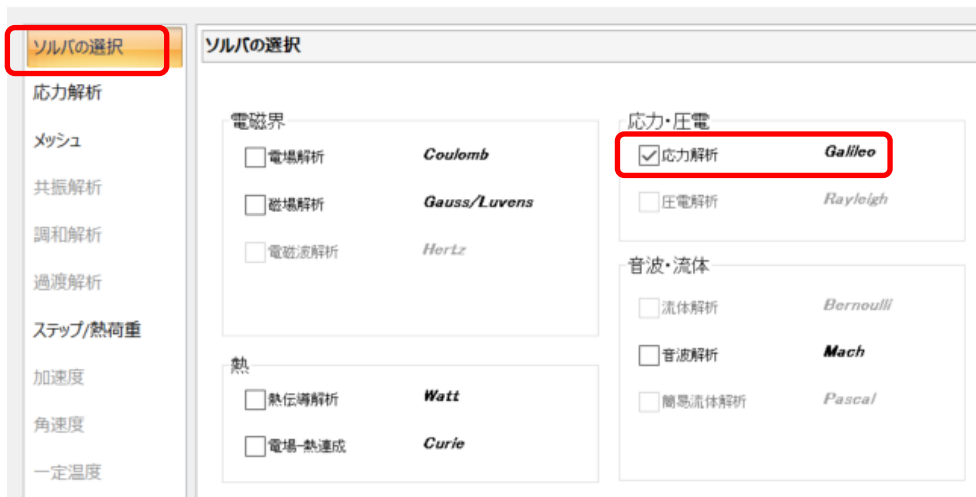 ソルバの選択
応力解析
メッシュ
共振解析
調和解析
過渡解析
ステップ/熱荷重
加速度
角速度
一定温度
ソルバの選択
電磁界
電場解析 Coulomb
磁場解析 Gauss/Luvens
電磁波解析 Hertz
熱
熱伝導解析 Watt
電場-熱連成 Curie
応力・圧電
応力解析 Galileo
圧電解析 Rayleigh
音波・流体
流体解析 Bernoulli
音波解析 Mach
簡易流体解析 Pascal